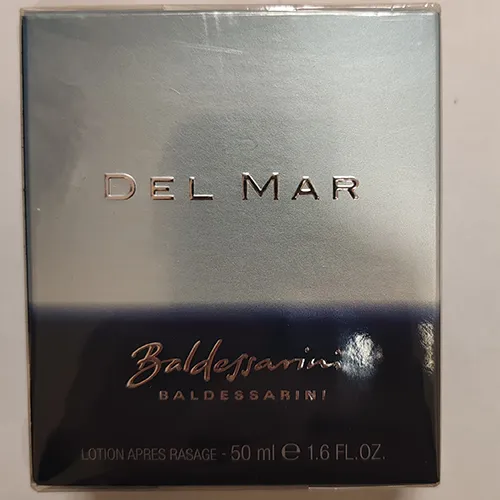 DEL MAR
Baldessarini
BALDESSARINI
LOTION APRES RASAGE - 50 ml ℮ 1.6 FL.OZ.